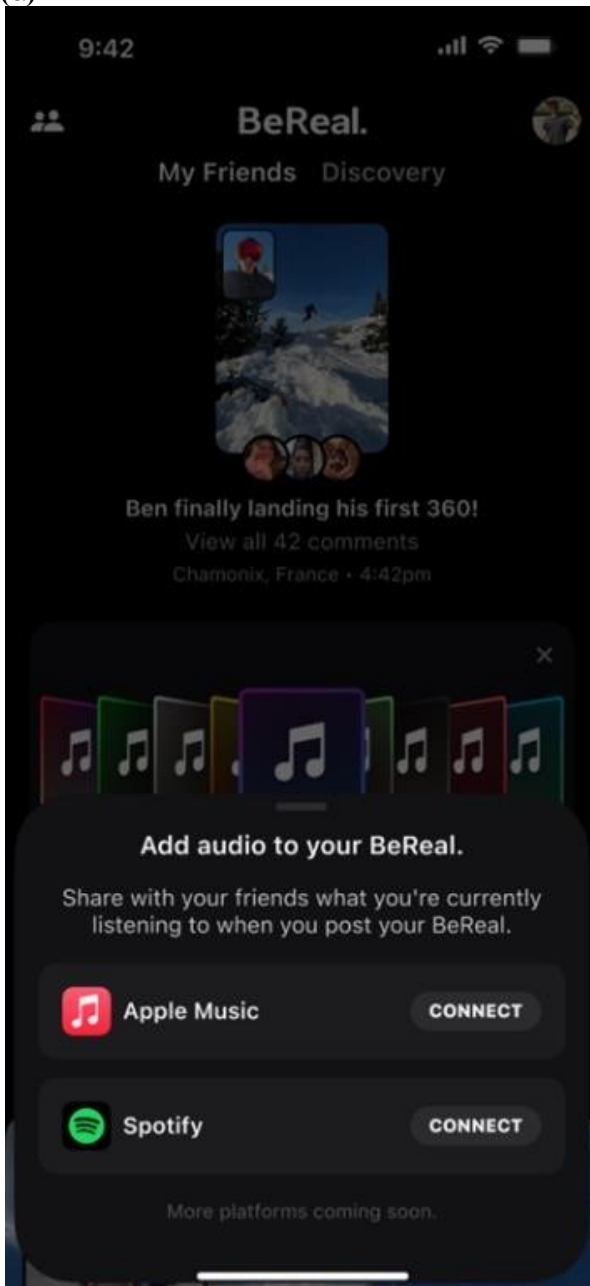 9:42
BeReal.
My Friends Discovery
Ben finally landing his first 360!
View all 42 comments
Chamonix, France • 4:42pm
Add audio to your BeReal.
Share with your friends what you're currently
listening to when you post your BeReal.
Apple Music CONNECT
Spotify CONNECT
More platforms coming soon.